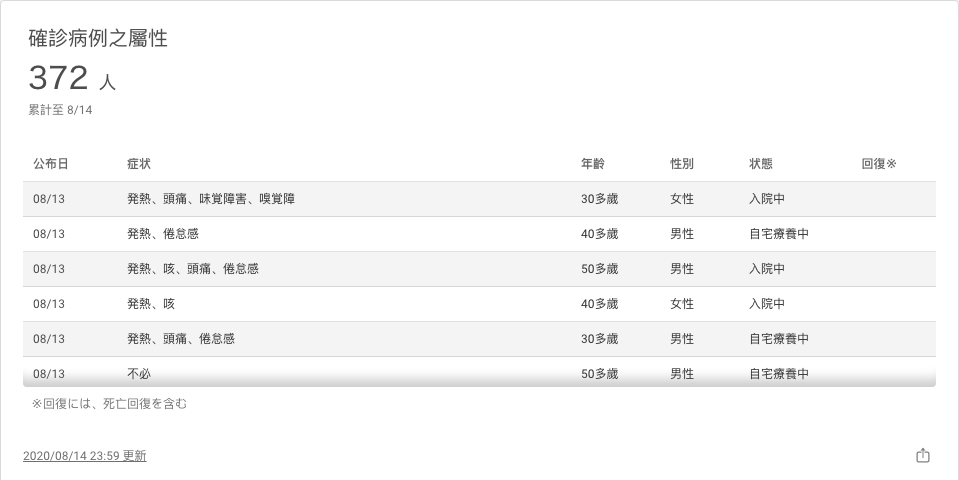 確診病例之屬性
372 人
累計至 8/14
公布日 症状 年齡 性別 状態 回復※
08/13 発熱、頭痛、味覚障害、嗅覚障 30多歲 女性 入院中
08/13 発熱、倦怠感 40多歲 男性 自宅療養中
08/13 発熱、咳、頭痛、倦怠感 50多歲 男性 入院中
08/13 発熱、咳 40多歲 女性 入院中
08/13 発熱、頭痛、倦怠感 30多歲 男性 自宅療養中
08/13 不必 50多歲 男性 自宅療養中
※回復には、死亡回復を含む
2020/08/14 23:59 更新